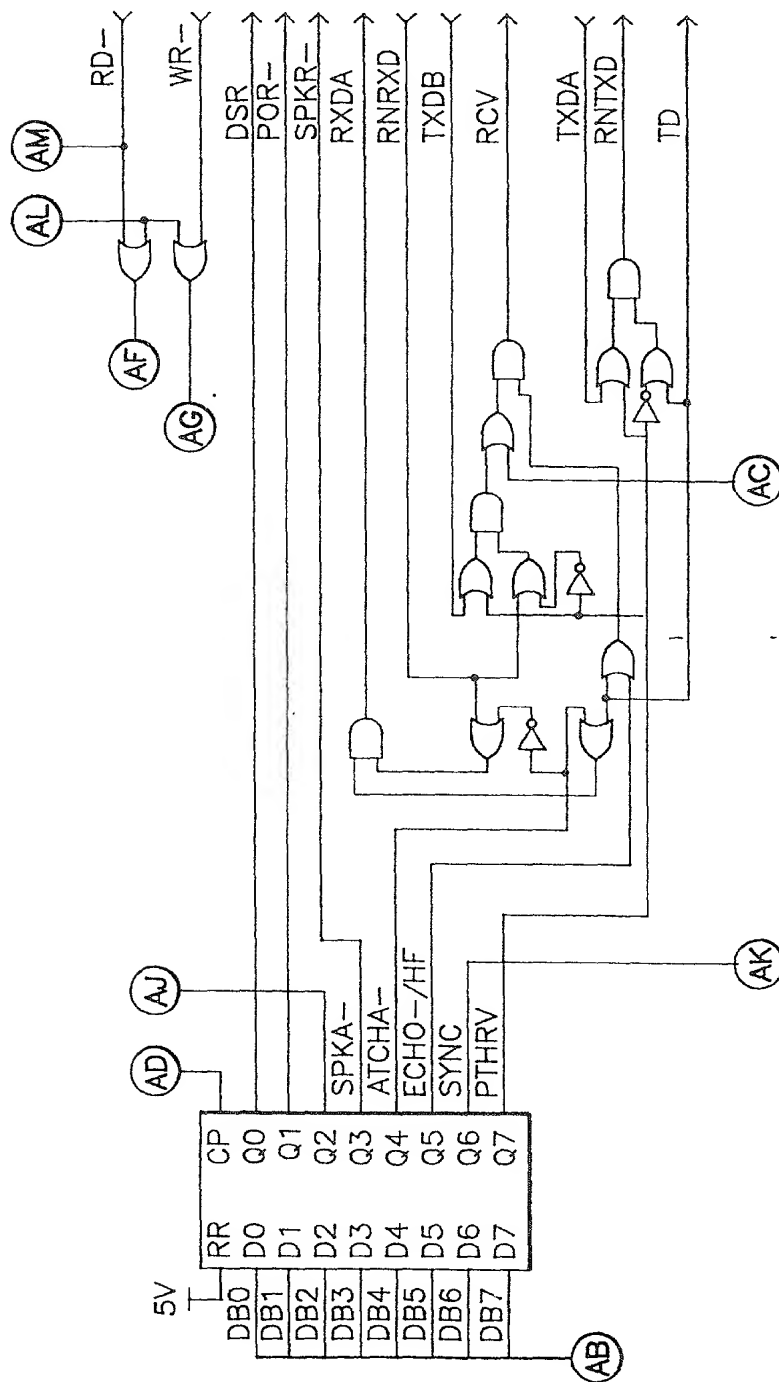 RD-
WR-
DSR
POR-
SPKR-
RXDA
RNRXD
TXDB
RCV
TXDA
RNTXD
TD
AM
AL
AF
AG
AC
AJ
AD
AK
AB
SPKA-
ATCHA-
ECHO-/HF
SYNC
PTHRV
5V
RR CP
DB0 D0 Q0
DB1 D1 Q1
DB2 D2 Q2
DB3 D3 Q3
DB4 D4 Q4
DB5 D5 Q5
DB6 D6 Q6
DB7 D7 Q7